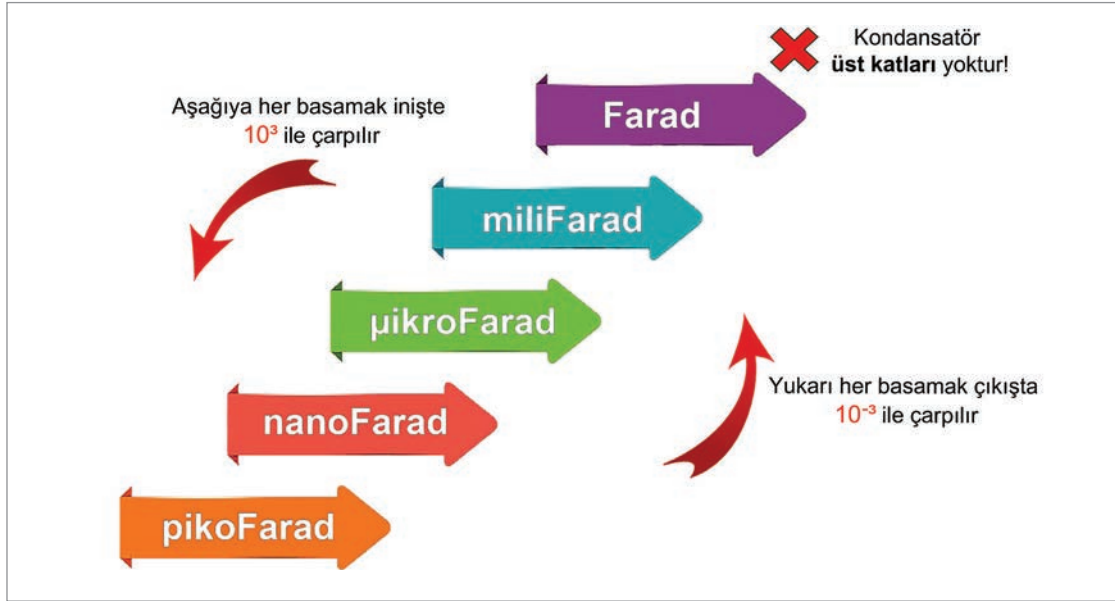 Kondansatör
üst katları yoktur!
Farad
Aşağıya her basamak inişte
10³ ile çarpılır
miliFarad
µikroFarad
Yukarı her basamak çıkışta
10⁻³ ile çarpılır
nanoFarad
pikoFarad